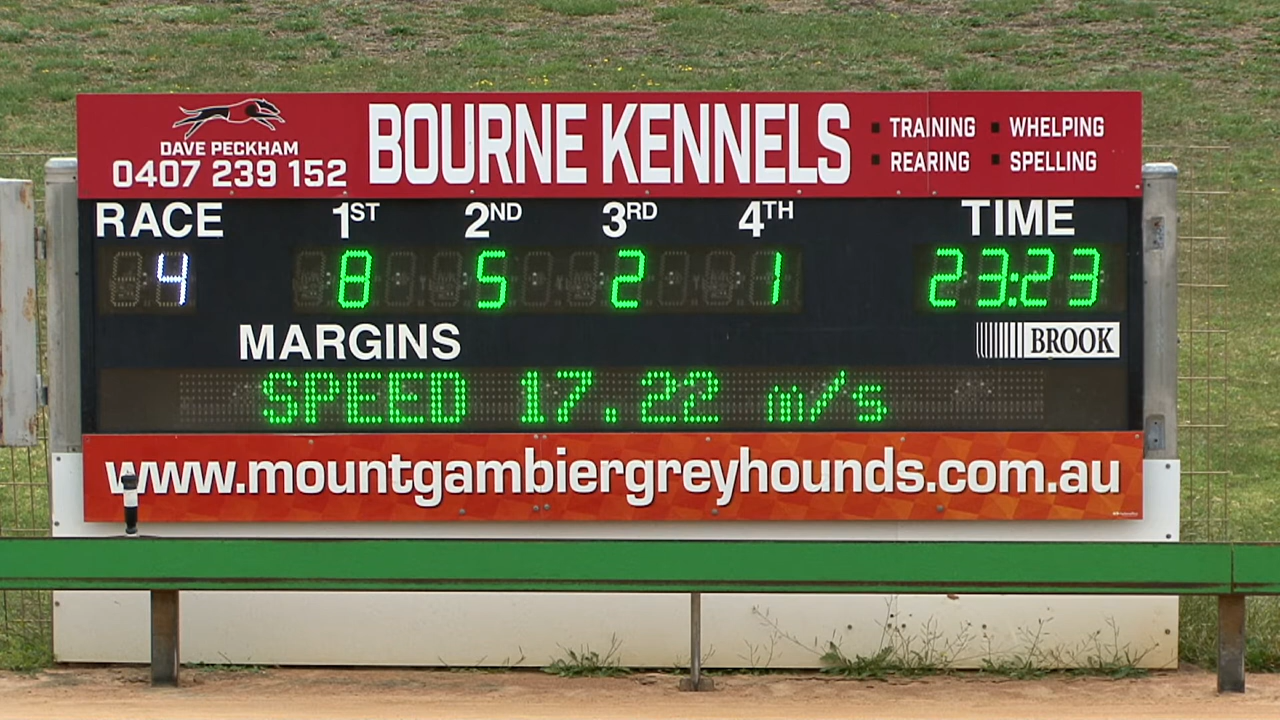 DAVE PECKHAM
0407 239 152
BOURNE KENNELS
▪ TRAINING ▪ WHELPING
▪ REARING ▪ SPELLING
RACE 1ST 2ND 3RD 4TH TIME
4 8 5 2 1 23:23
MARGINS
BROOK
SPEED 17.22 m/s
www.mountgambiergreyhounds.com.au